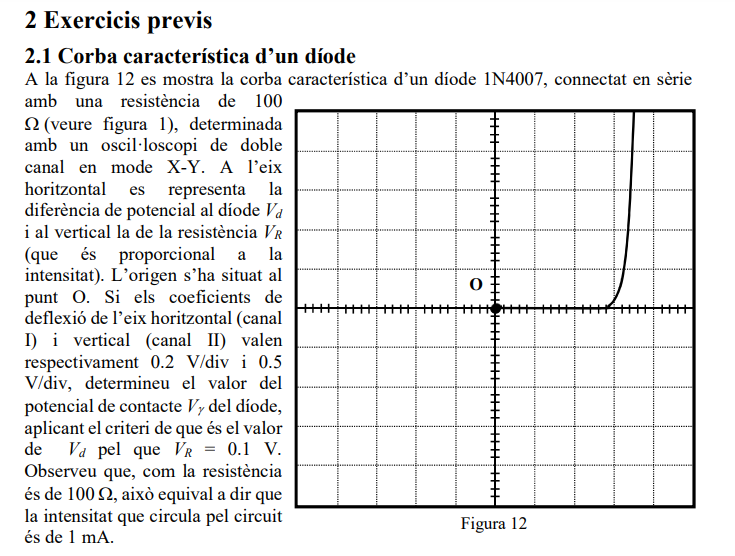 2 Exercicis previs
2.1 Corba característica d’un díode
A la figura 12 es mostra la corba característica d’un díode 1N4007, connectat en sèrie
amb una resistència de 100
Ω (veure figura 1), determinada
amb un oscil·loscopi de doble
canal en mode X-Y. A l’eix
horitzontal es representa la
diferència de potencial al díode Vd
i al vertical la de la resistència VR
(que és proporcional a la
intensitat). L’origen s’ha situat al
punt O. Si els coeficients de
deflexió de l’eix horitzontal (canal
I) i vertical (canal II) valen
respectivament 0.2 V/div i 0.5
V/div, determineu el valor del
potencial de contacte Vγ del díode,
aplicant el criteri de que és el valor
de Vd pel que VR = 0.1 V.
Observeu que, com la resistència
és de 100 Ω, això equival a dir que
la intensitat que circula pel circuit
és de 1 mA.
O
Figura 12